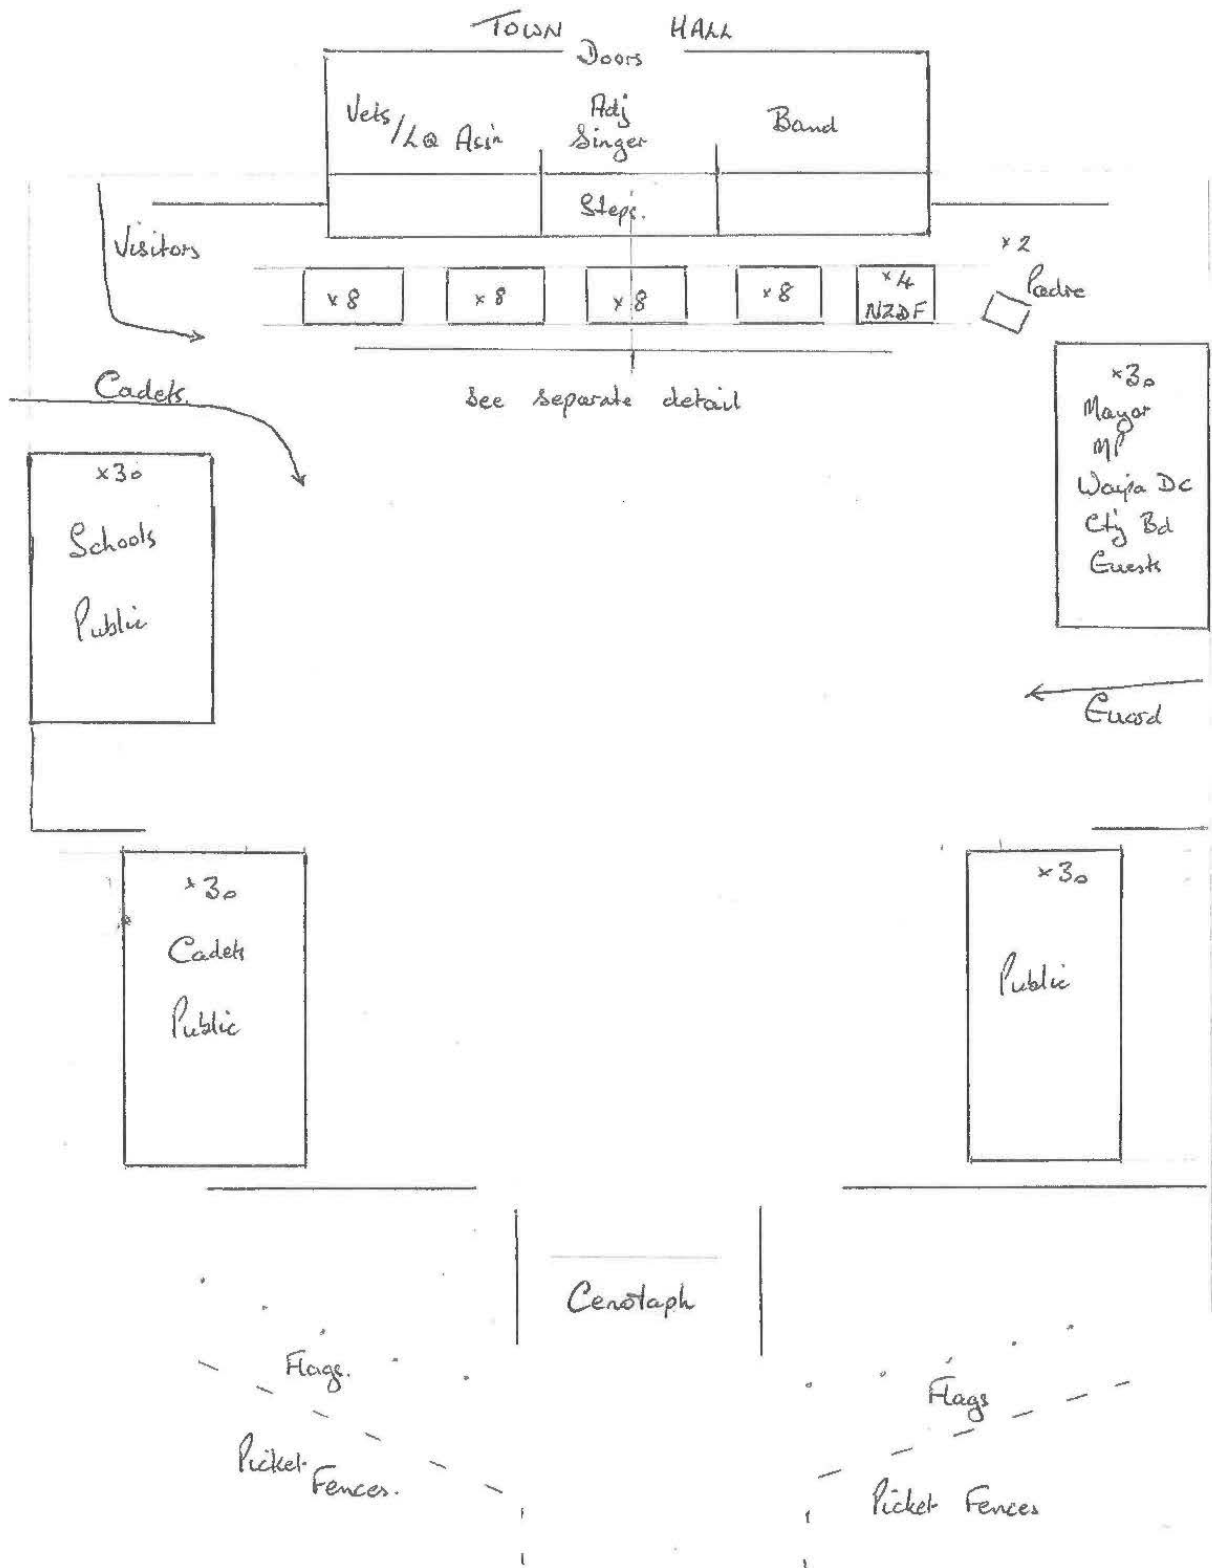 TOWN HALL
Doors
Vets
/LQ Ass'n
Adj
Singer
Band
Steps.
Visitors
×8
×8
×8
×8
×4
NZDF
×2
Padre
Cadets.
See separate detail
×30
Schools
Public
×30
Mayor
MP
Waipa DC
Cty Bd
Guests
Guard
×30
Cadets
Public
×30
Public
Cenotaph
Flags.
Flags
Picket
Fences.
Picket Fences